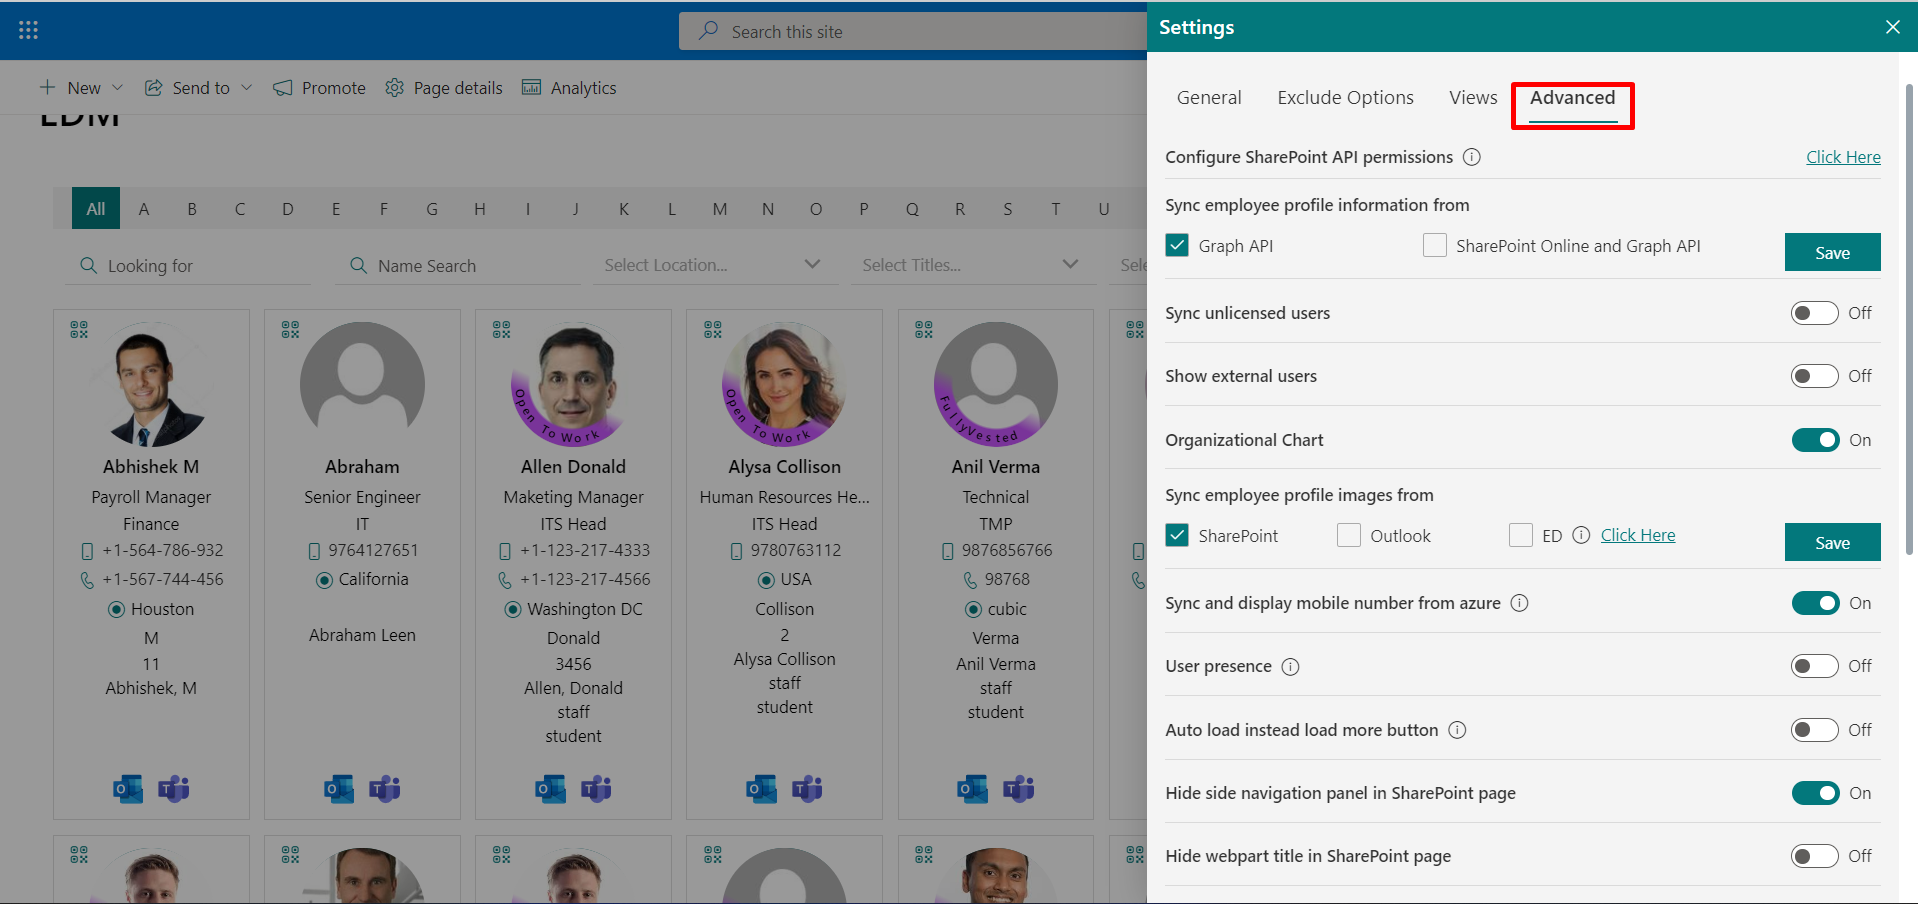 Search this site
Settings
New
Send to
Promote
Page details
Analytics
EDM
General
Exclude Options
Views
Advanced
Configure SharePoint API permissions
Click Here
Sync employee profile information from
Graph API
SharePoint Online and Graph API
Save
Sync unlicensed users
Off
Show external users
Off
Organizational Chart
On
Sync employee profile images from
SharePoint
Outlook
ED
Click Here
Save
Sync and display mobile number from azure
On
User presence
Off
Auto load instead load more button
Off
Hide side navigation panel in SharePoint page
On
Hide webpart title in SharePoint page
Off
All A B C D E F G H I J K L M N O P Q R S T U
Looking for
Name Search
Select Location...
Select Titles...
Sele
Abhishek M
Payroll Manager
Finance
+1-564-786-932
+1-567-744-456
Houston
M
11
Abhishek, M
Abraham
Senior Engineer
IT
9764127651
California
Abraham Leen
Open To Work
Allen Donald
Maketing Manager
ITS Head
+1-123-217-4333
+1-123-217-4566
Washington DC
Donald
3456
Allen, Donald
staff
student
Open To Work
Alysa Collison
Human Resources He...
ITS Head
9780763112
USA
Collison
2
Alysa Collison
staff
student
FullyVested
Anil Verma
Technical
TMP
9876856766
98768
cubic
Verma
Anil Verma
staff
student